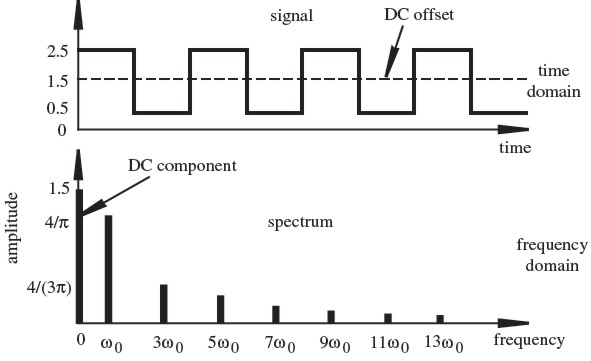 signal
DC offset
2.5
1.5
0.5
0
time
domain
time
DC component
amplitude
1.5
4/π
4/(3π)
spectrum
frequency
domain
0 ω₀ 3ω₀ 5ω₀ 7ω₀ 9ω₀ 11ω₀ 13ω₀ frequency